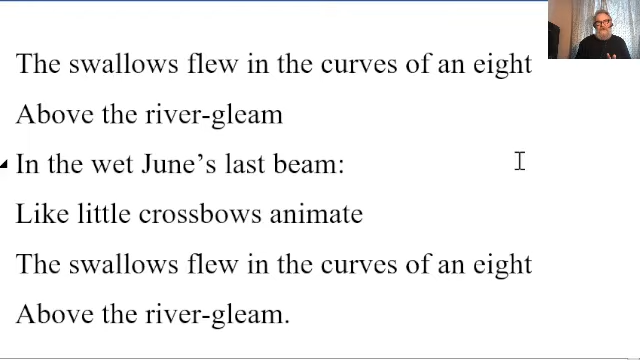 The swallows flew in the curves of an eight
Above the river-gleam
In the wet June’s last beam:
Like little crossbows animate
The swallows flew in the curves of an eight
Above the river-gleam.